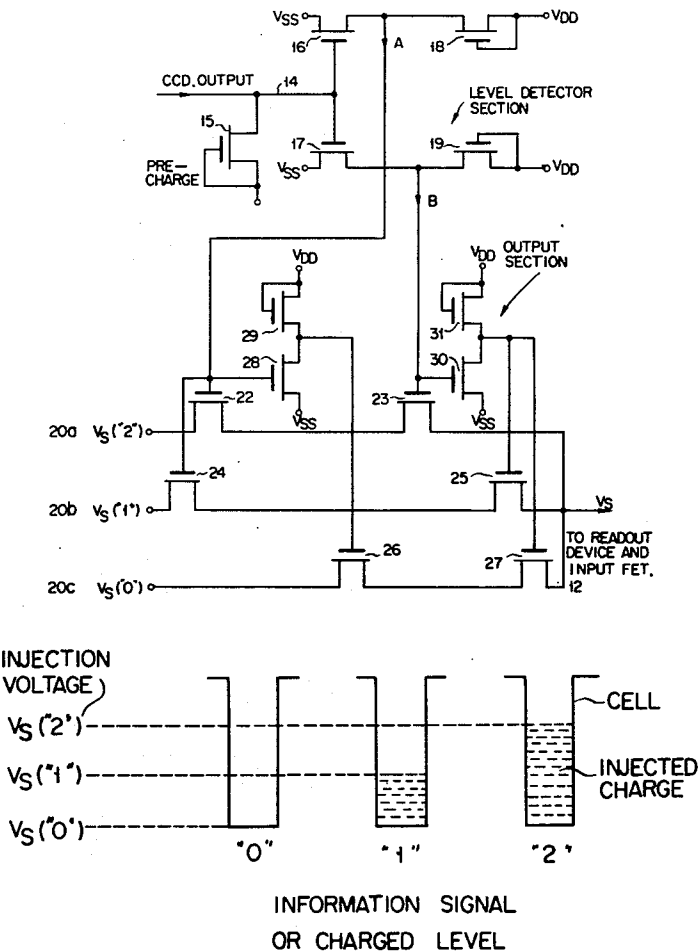 VSS
16
A
18
VDD
CCD.OUTPUT
14
LEVEL DETECTOR
SECTION
15
17
19
PRE-
CHARGE
VSS
VDD
B
VDD
29
28
VSS
VDD
31
30
VSS
OUTPUT
SECTION
22
23
20a VS("2")
24
25
20b VS("1")
VS
26
27
TO READOUT
DEVICE AND
INPUT FET.
12
20c VS("0")
INJECTION
VOLTAGE
VS("2")
CELL
VS("1")
INJECTED
CHARGE
VS("0")
"0" "1" "2"
INFORMATION SIGNAL
OR CHARGED LEVEL